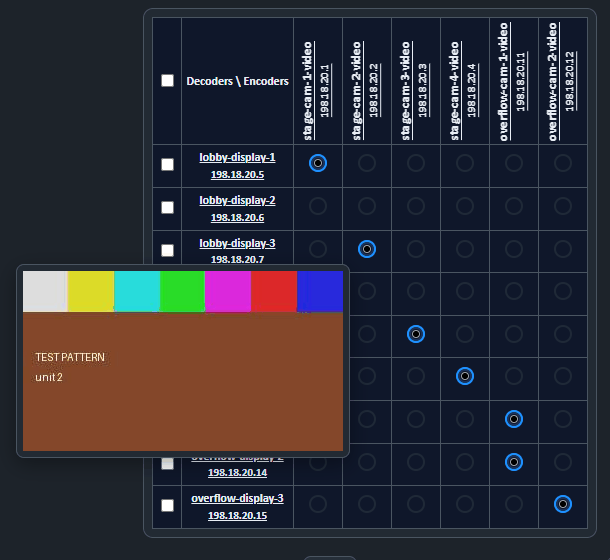 Decoders \ Encoders
stage-cam-1-video
198.18.20.1
stage-cam-2-video
198.18.20.2
stage-cam-3-video
198.18.20.3
stage-cam-4-video
198.18.20.4
overflow-cam-1-video
198.18.20.11
overflow-cam-2-video
198.18.20.12
lobby-display-1
198.18.20.5
lobby-display-2
198.18.20.6
lobby-display-3
198.18.20.7
TEST PATTERN
unit 2
overflow-display-2
198.18.20.14
overflow-display-3
198.18.20.15